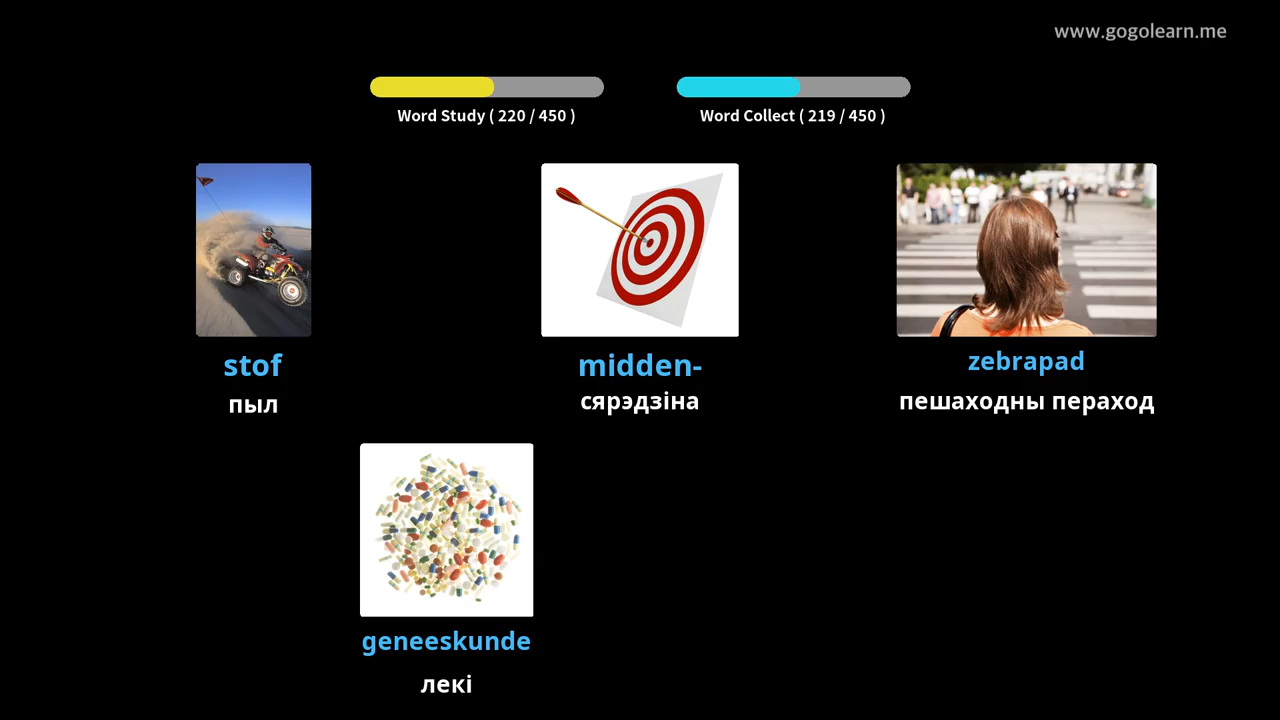 www.gogolearn.me
Word Study ( 220 / 450 )
Word Collect ( 219 / 450 )
stof
пыл
midden-
сярэдзіна
zebrapad
пешаходны пераход
geneeskunde
лекі